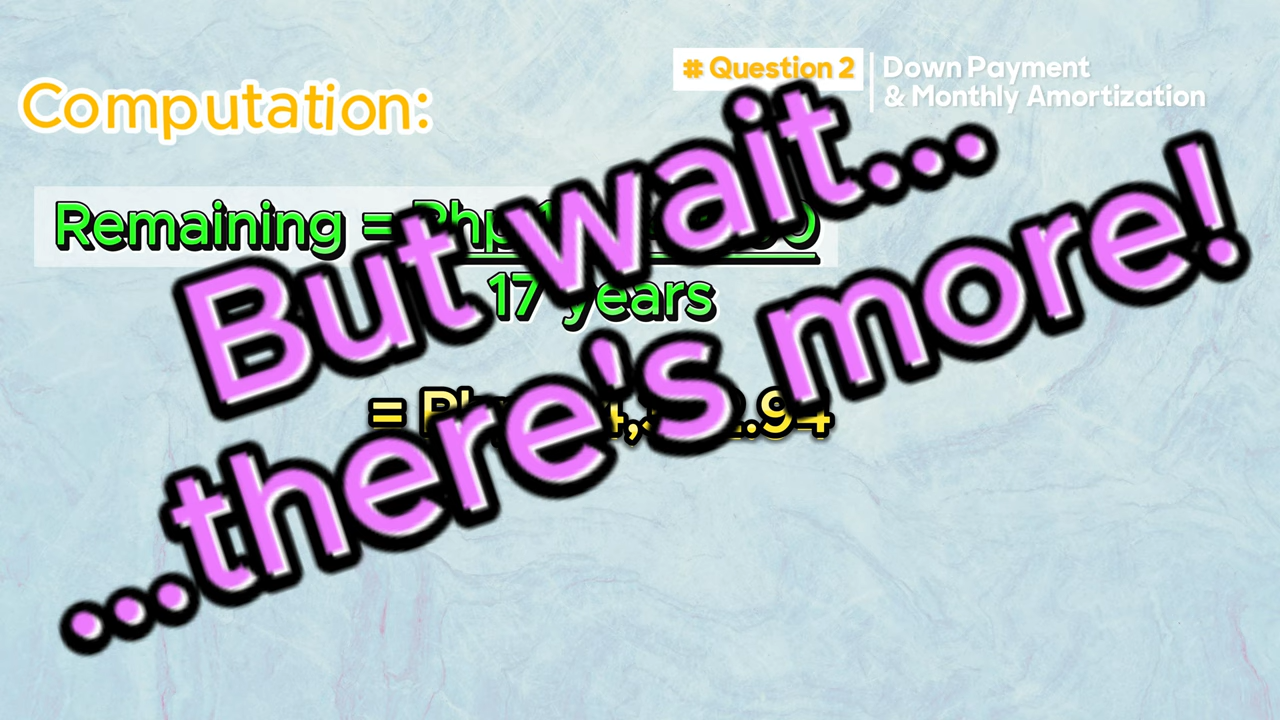 # Question 2
Down Payment
& Monthly Amortization
Computation:
Remaining =
17 years
=
But wait...
...there's more!